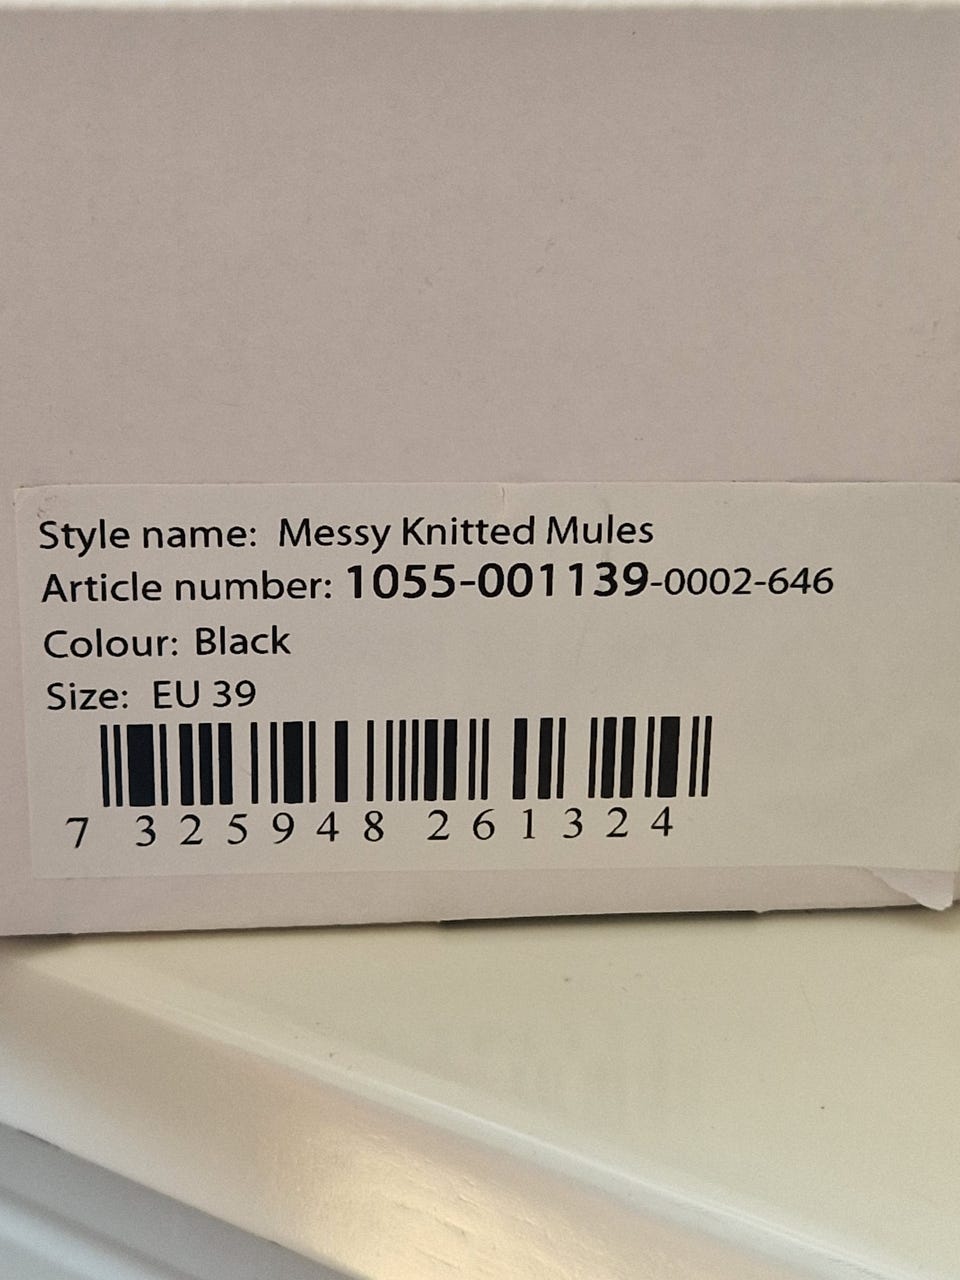 Style name: Messy Knitted Mules
Article number: 1055-001139-0002-646
Colour: Black
Size: EU 39
7 325948 261324